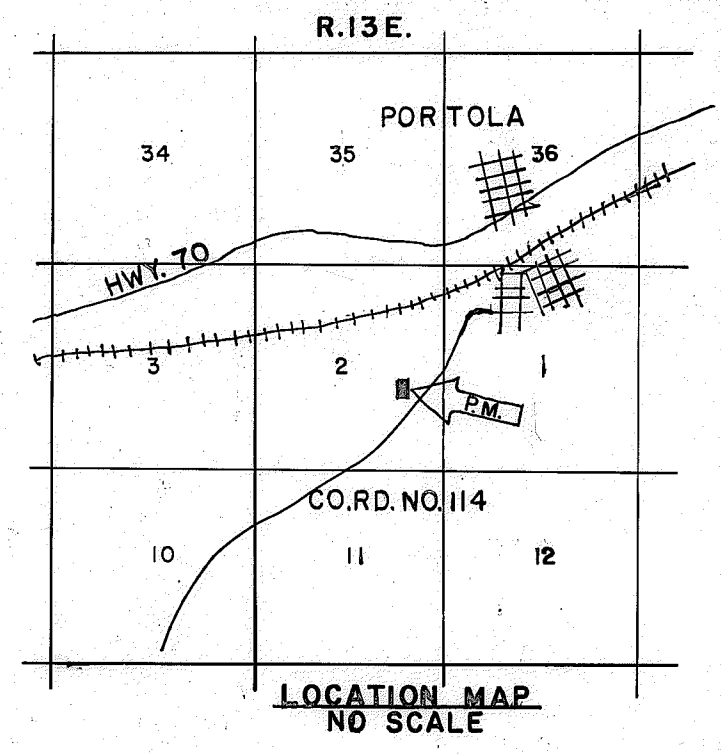 R.13E.
PORTOLA
34
35
36
HWY. 70
3
2
1
P.M.
CO.RD. NO. 114
10
11
12
LOCATION MAP
NO SCALE